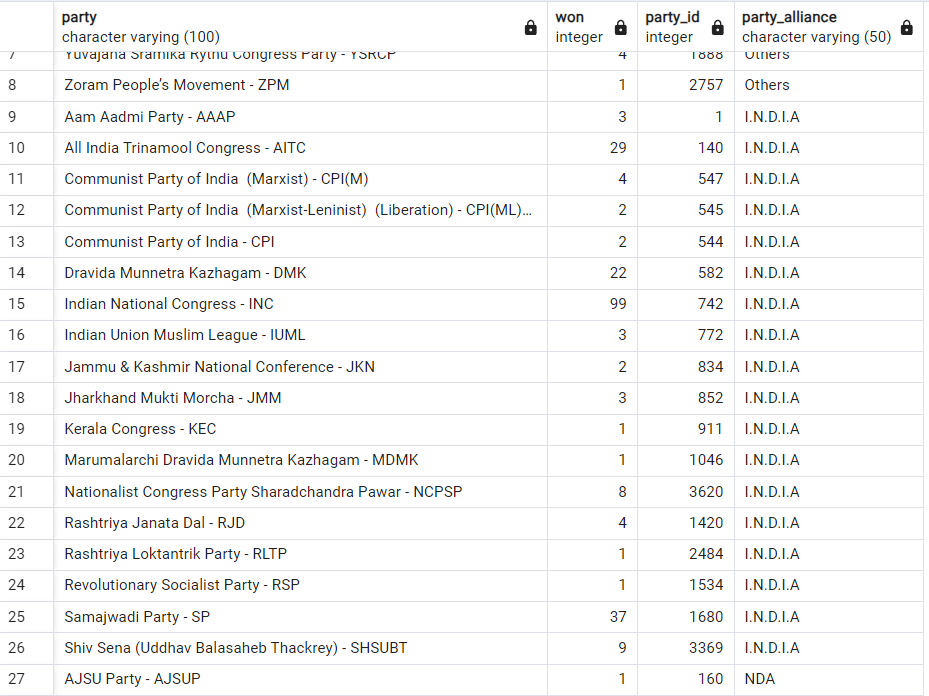 party won party_id party_alliance
character varying (100) integer integer character varying (50)
7 Yuvajana Sramika Rythu Congress Party - YSRCP 4 1888 Others
8 Zoram People’s Movement - ZPM 1 2757 Others
9 Aam Aadmi Party - AAAP 3 1 I.N.D.I.A
10 All India Trinamool Congress - AITC 29 140 I.N.D.I.A
11 Communist Party of India  (Marxist) - CPI(M) 4 547 I.N.D.I.A
12 Communist Party of India  (Marxist-Leninist)  (Liberation) - CPI(ML)... 2 545 I.N.D.I.A
13 Communist Party of India - CPI 2 544 I.N.D.I.A
14 Dravida Munnetra Kazhagam - DMK 22 582 I.N.D.I.A
15 Indian National Congress - INC 99 742 I.N.D.I.A
16 Indian Union Muslim League - IUML 3 772 I.N.D.I.A
17 Jammu & Kashmir National Conference - JKN 2 834 I.N.D.I.A
18 Jharkhand Mukti Morcha - JMM 3 852 I.N.D.I.A
19 Kerala Congress - KEC 1 911 I.N.D.I.A
20 Marumalarchi Dravida Munnetra Kazhagam - MDMK 1 1046 I.N.D.I.A
21 Nationalist Congress Party Sharadchandra Pawar - NCPSP 8 3620 I.N.D.I.A
22 Rashtriya Janata Dal - RJD 4 1420 I.N.D.I.A
23 Rashtriya Loktantrik Party - RLTP 1 2484 I.N.D.I.A
24 Revolutionary Socialist Party - RSP 1 1534 I.N.D.I.A
25 Samajwadi Party - SP 37 1680 I.N.D.I.A
26 Shiv Sena (Uddhav Balasaheb Thackrey) - SHSUBT 9 3369 I.N.D.I.A
27 AJSU Party - AJSUP 1 160 NDA